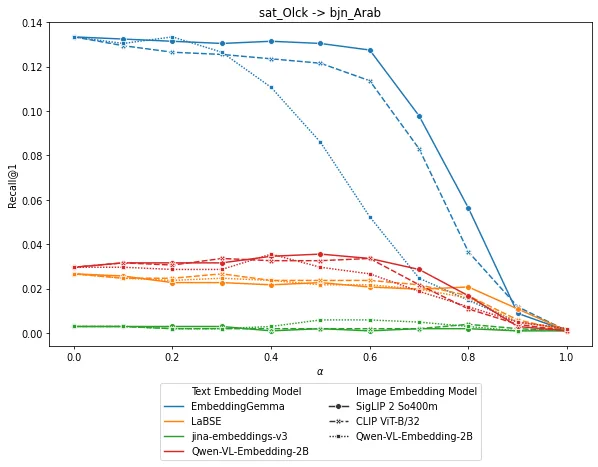 sat_Olck -> bjn_Arab
0.14
0.12
0.10
0.08
0.06
0.04
0.02
0.00
Recall@1
0.0 0.2 0.4 0.6 0.8 1.0
α
Text Embedding Model Image Embedding Model
EmbeddingGemma SigLIP 2 So400m
LaBSE CLIP ViT-B/32
jina-embeddings-v3 Qwen-VL-Embedding-2B
Qwen-VL-Embedding-2B